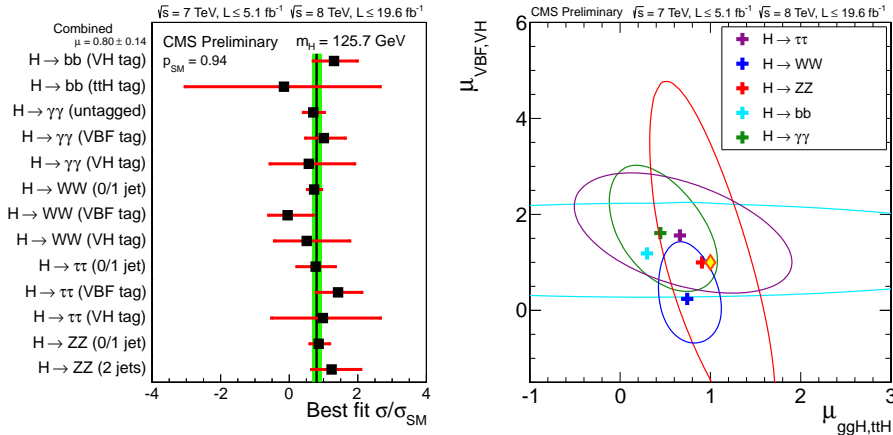 √s = 7 TeV, L ≤ 5.1 fb⁻¹ √s = 8 TeV, L ≤ 19.6 fb⁻¹
Combined
μ = 0.80 ± 0.14
CMS Preliminary
m_H = 125.7 GeV
p_SM = 0.94
H → bb (VH tag)
H → bb (ttH tag)
H → γγ (untagged)
H → γγ (VBF tag)
H → γγ (VH tag)
H → WW (0/1 jet)
H → WW (VBF tag)
H → WW (VH tag)
H → ττ (0/1 jet)
H → ττ (VBF tag)
H → ττ (VH tag)
H → ZZ (0/1 jet)
H → ZZ (2 jets)
-4 -2 0 2 4
Best fit σ/σ_SM
CMS Preliminary √s = 7 TeV, L ≤ 5.1 fb⁻¹ √s = 8 TeV, L ≤ 19.6 fb⁻¹
μ_VBF,VH
H → ττ
H → WW
H → ZZ
H → bb
H → γγ
6
4
2
0
-1 0 1 2 3
μ_ggH,ttH